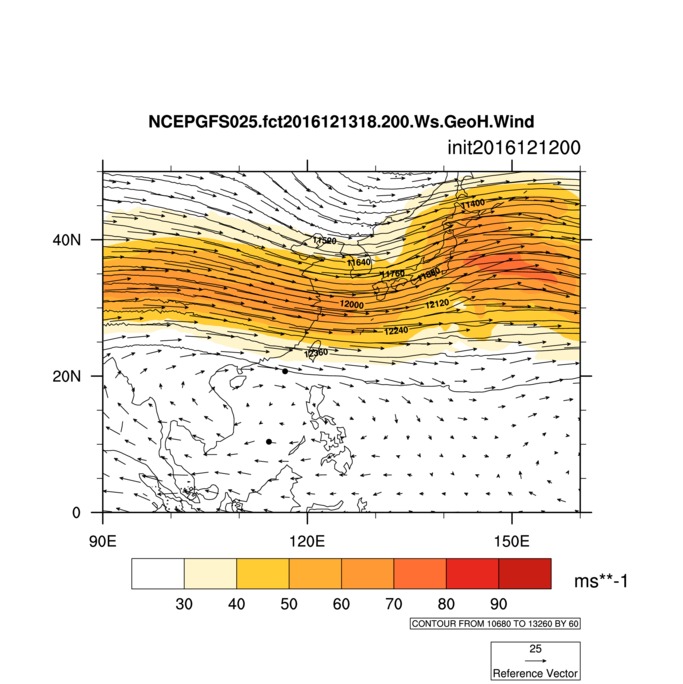 NCEPGFS025.fct2016121318.200.Ws.GeoH.Wind
init2016121200
11400
40N
11520
11640
11760
11880
12000
12120
12240
12360
20N
0
90E
120E
150E
ms**-1
30
40
50
60
70
80
90
CONTOUR FROM 10680 TO 13260 BY 60
25
Reference Vector